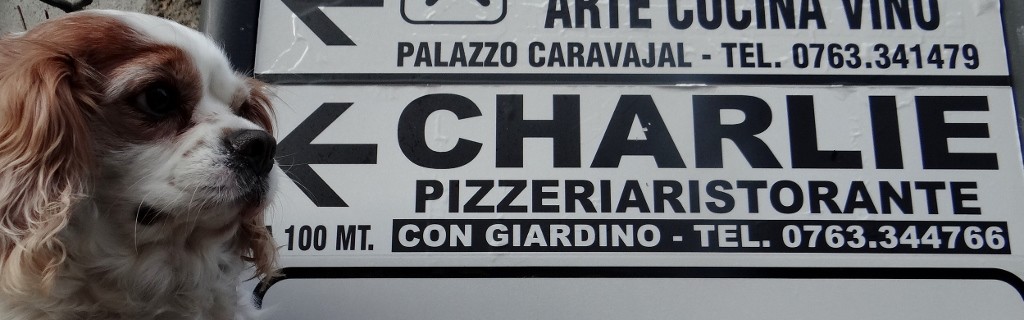 ARTE CUCINA VINO
PALAZZO CARAVAJAL - TEL. 0763.341479
CHARLIE
PIZZERIARISTORANTE
100 MT. CON GIARDINO - TEL. 0763.344766